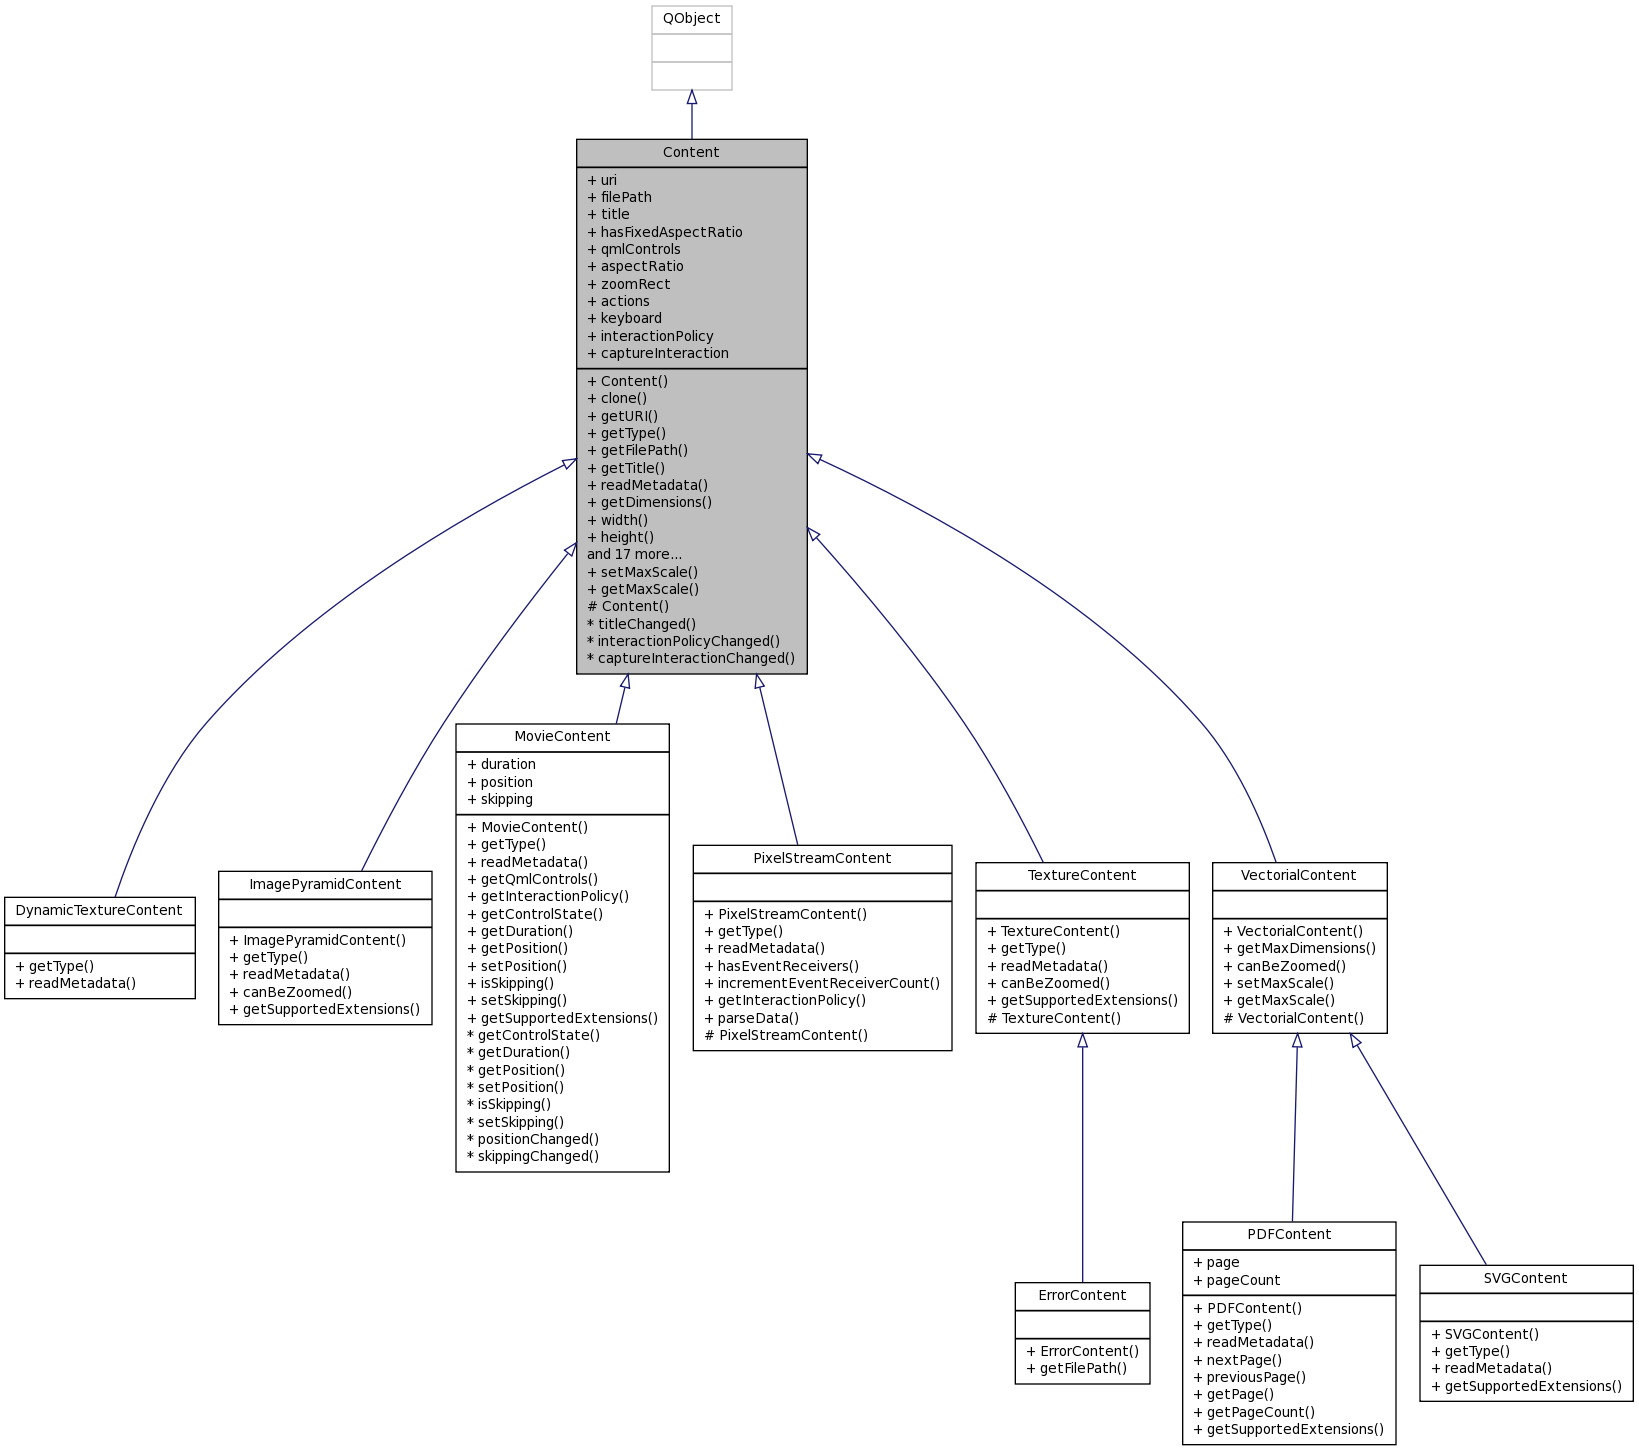 QObject
Content
+ uri
+ filePath
+ title
+ hasFixedAspectRatio
+ qmlControls
+ aspectRatio
+ zoomRect
+ actions
+ keyboard
+ interactionPolicy
+ captureInteraction
+ Content()
+ clone()
+ getURI()
+ getType()
+ getFilePath()
+ getTitle()
+ readMetadata()
+ getDimensions()
+ width()
+ height()
and 17 more...
+ setMaxScale()
+ getMaxScale()
# Content()
* titleChanged()
* interactionPolicyChanged()
* captureInteractionChanged()
DynamicTextureContent
+ getType()
+ readMetadata()
ImagePyramidContent
+ ImagePyramidContent()
+ getType()
+ readMetadata()
+ canBeZoomed()
+ getSupportedExtensions()
MovieContent
+ duration
+ position
+ skipping
+ MovieContent()
+ getType()
+ readMetadata()
+ getQmlControls()
+ getInteractionPolicy()
+ getControlState()
+ getDuration()
+ getPosition()
+ setPosition()
+ isSkipping()
+ setSkipping()
+ getSupportedExtensions()
* getControlState()
* getDuration()
* getPosition()
* setPosition()
* isSkipping()
* setSkipping()
* positionChanged()
* skippingChanged()
PixelStreamContent
+ PixelStreamContent()
+ getType()
+ readMetadata()
+ hasEventReceivers()
+ incrementEventReceiverCount()
+ getInteractionPolicy()
+ parseData()
# PixelStreamContent()
TextureContent
+ TextureContent()
+ getType()
+ readMetadata()
+ canBeZoomed()
+ getSupportedExtensions()
# TextureContent()
VectorialContent
+ VectorialContent()
+ getMaxDimensions()
+ canBeZoomed()
+ setMaxScale()
+ getMaxScale()
# VectorialContent()
ErrorContent
+ ErrorContent()
+ getFilePath()
PDFContent
+ page
+ pageCount
+ PDFContent()
+ getType()
+ readMetadata()
+ nextPage()
+ previousPage()
+ getPage()
+ getPageCount()
+ getSupportedExtensions()
SVGContent
+ SVGContent()
+ getType()
+ readMetadata()
+ getSupportedExtensions()